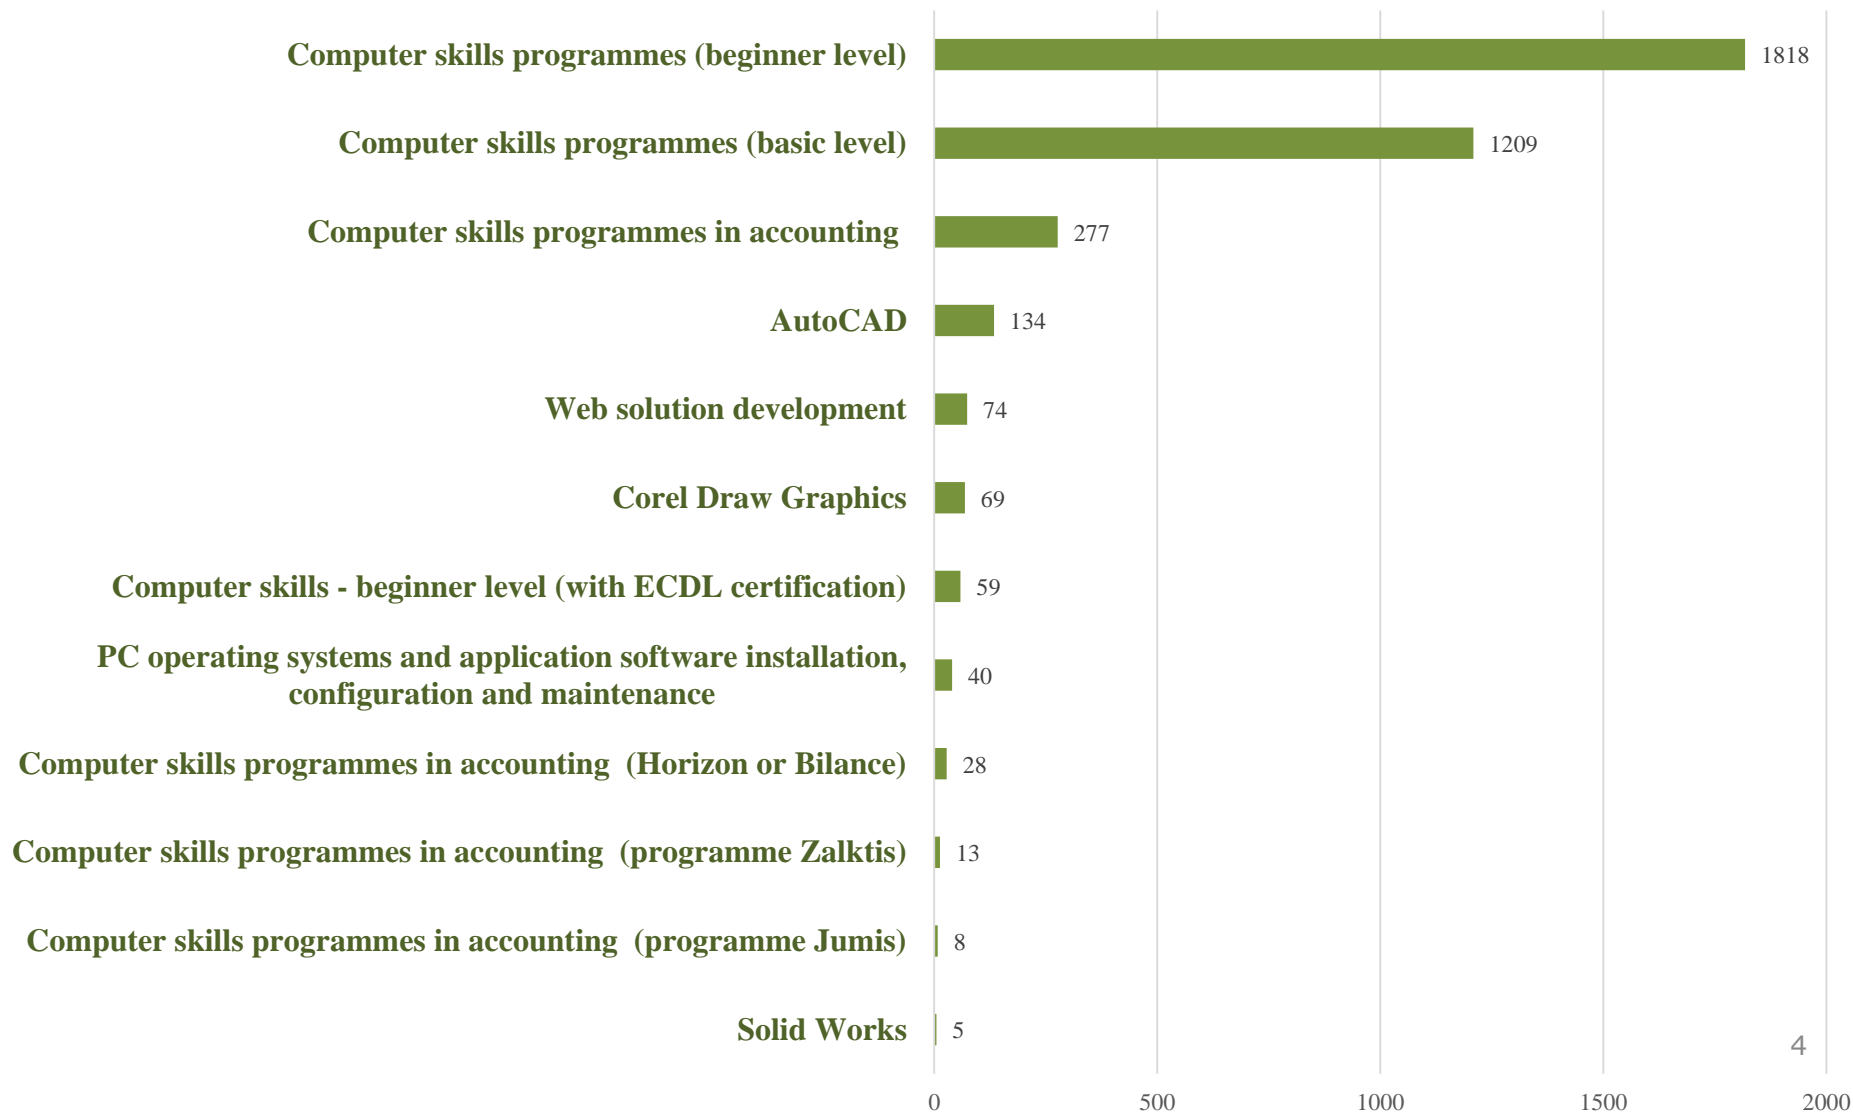 Computer skills programmes (beginner level) 1818
Computer skills programmes (basic level) 1209
Computer skills programmes in accounting 277
AutoCAD 134
Web solution development 74
Corel Draw Graphics 69
Computer skills - beginner level (with ECDL certification) 59
PC operating systems and application software installation,
configuration and maintenance 40
Computer skills programmes in accounting (Horizon or Bilance) 28
Computer skills programmes in accounting (programme Zalktis) 13
Computer skills programmes in accounting (programme Jumis) 8
Solid Works 5
4
0 500 1000 1500 2000